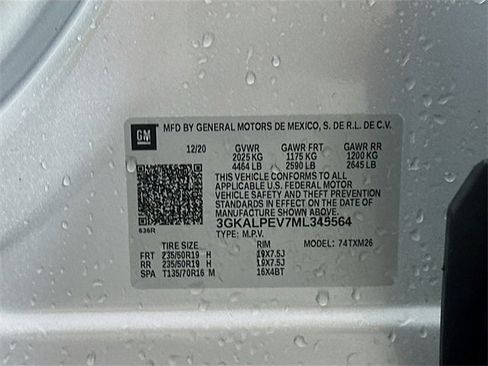 GM MFD BY GENERAL MOTORS DE MEXICO, S. DE R.L. DE C.V.
12/20 GVWR GAWR FRT GAWR RR
2025 KG 1175 KG 1200 KG
4464 LB 2590 LB 2645 LB
THIS VEHICLE CONFORMS TO ALL
APPLICABLE U.S. FEDERAL MOTOR
VEHICLE SAFETY AND THEFT PREVENTION
STANDARDS IN EFFECT ON THE DATE OF
MANUFACTURE SHOWN ABOVE.
3GKALPEV7ML345564
636R TYPE: M.P.V. MODEL: 74TXM26
TIRE SIZE RIM
FRT 235/50R19 H 19X7.5J
RR 235/50R19 H 19X7.5J
SPA T135/70R16 M 16X4BT